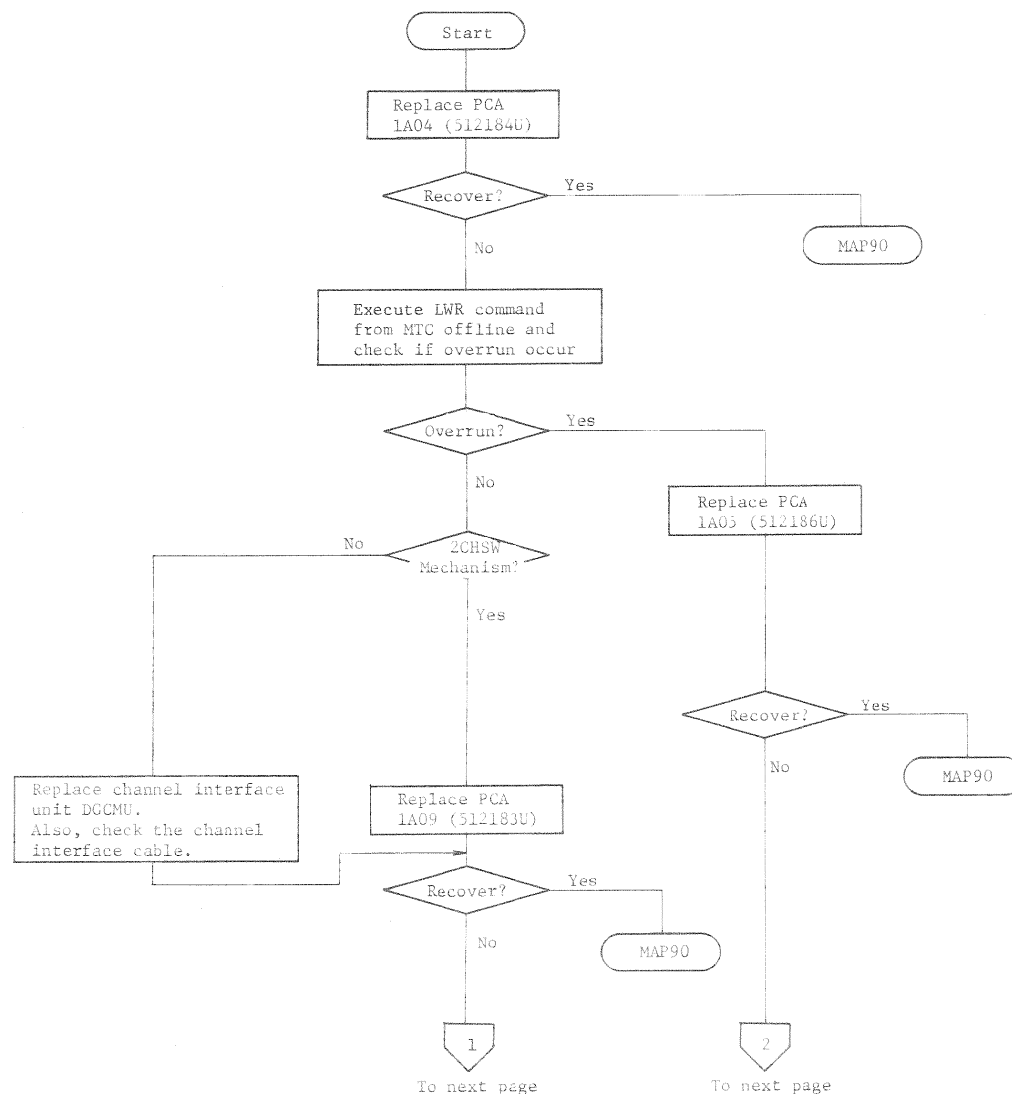 Start
Replace PCA
1A04 (512184U)
Recover?
Yes
MAP90
No
Execute LWR command
from MTC offline and
check if overrun occur
Overrun?
Yes
No
Replace PCA
1A05 (512186U)
No
2CHSW
Mechanism?
Yes
Recover?
Yes
MAP90
No
Replace channel interface
unit DGCMU.
Also, check the channel
interface cable.
Replace PCA
1A09 (512183U)
Recover?
Yes
MAP90
No
1
2
To next page
To next page